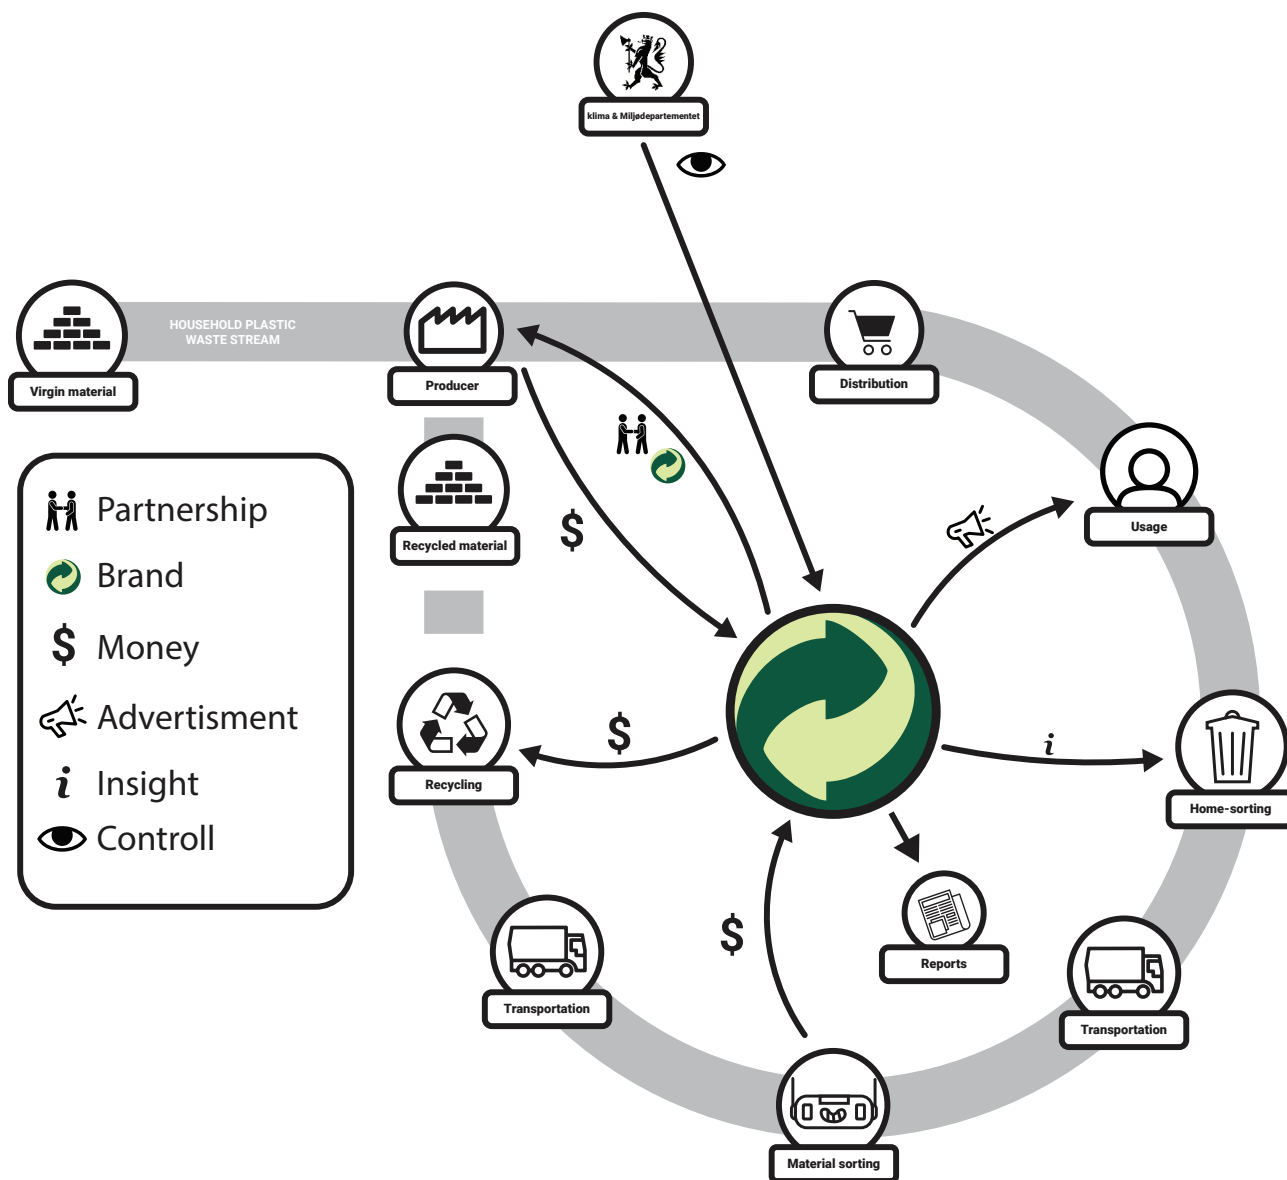 klima & Miljødepartementet
HOUSEHOLD PLASTIC
WASTE STREAM
Virgin material
Producer
Distribution
Partnership
Brand
$ Money
Advertisment
i Insight
Controll
Recycled material
$
Usage
Recycling
$
i
Home-sorting
$
Reports
Transportation
Transportation
Material sorting